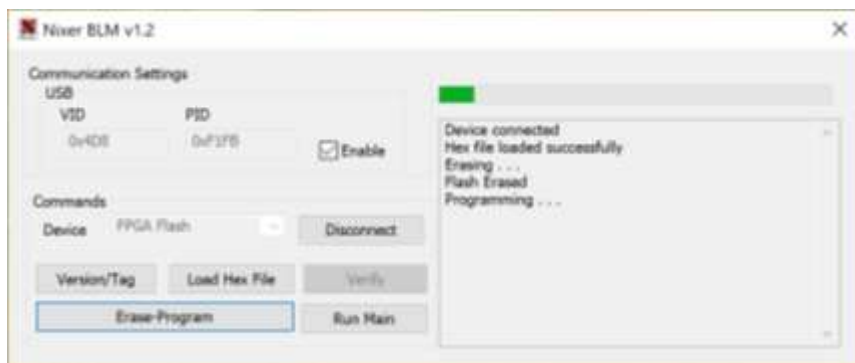 Nixer BLM v1.2
Communication Settings
USB
VID PID
0x4D8 0xF1FB
Enable
Commands
Device FPGA Flash Disconnect
Version/Tag Load Hex File Verify
Erase-Program Run Main
Device connected
Hex file loaded successfully
Erasing . . .
Flash Erased
Programming . . .